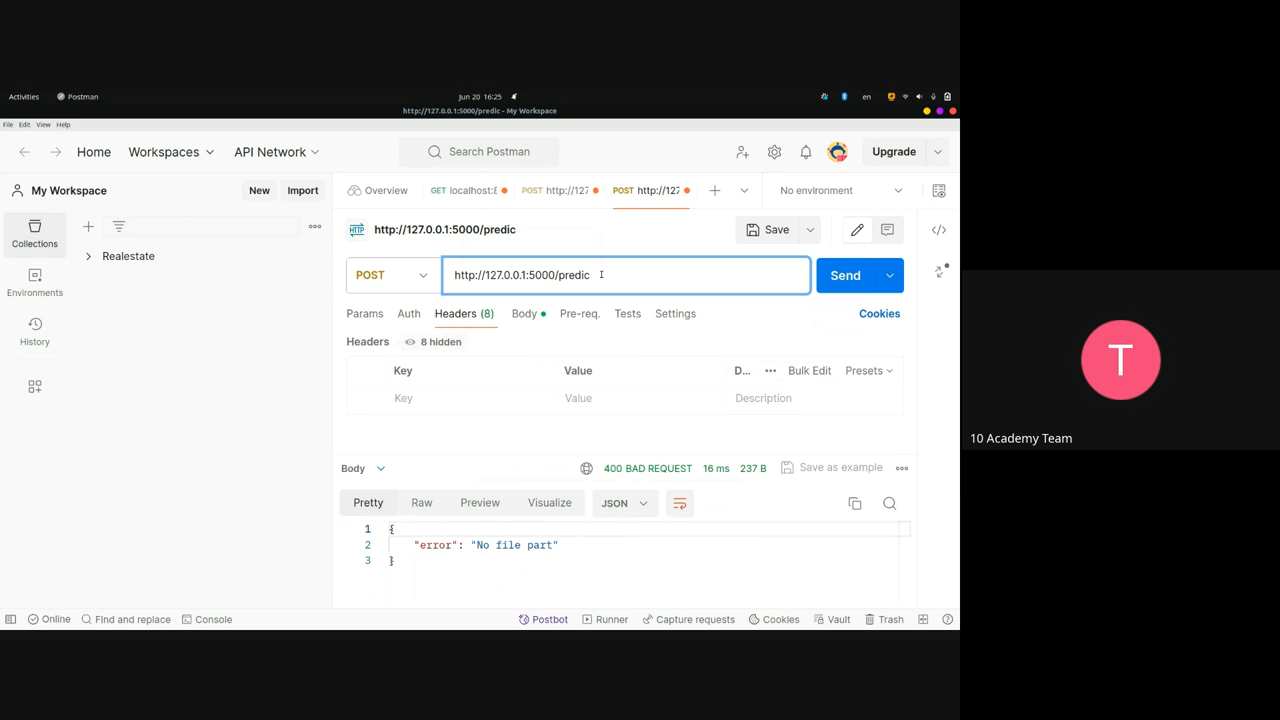 Activities Postman Jun 20 16:25 en
http://127.0.0.1:5000/predic - My Workspace
File Edit View Help
Home Workspaces API Network Search Postman Upgrade
My Workspace New Import Overview GET localhost:8 POST http://127 POST http://127 No environment
Collections
http://127.0.0.1:5000/predic Save
Realestate
POST http://127.0.0.1:5000/predic Send
Environments
Params Auth Headers (8) Body Pre-req. Tests Settings Cookies
History
Headers 8 hidden
Key Value D... Bulk Edit Presets
Key Value Description
T
10 Academy Team
Body 400 BAD REQUEST 16 ms 237 B Save as example
Pretty Raw Preview Visualize JSON
1 {
2 "error": "No file part"
3 }
Online Find and replace Console Postbot Runner Capture requests Cookies Vault Trash